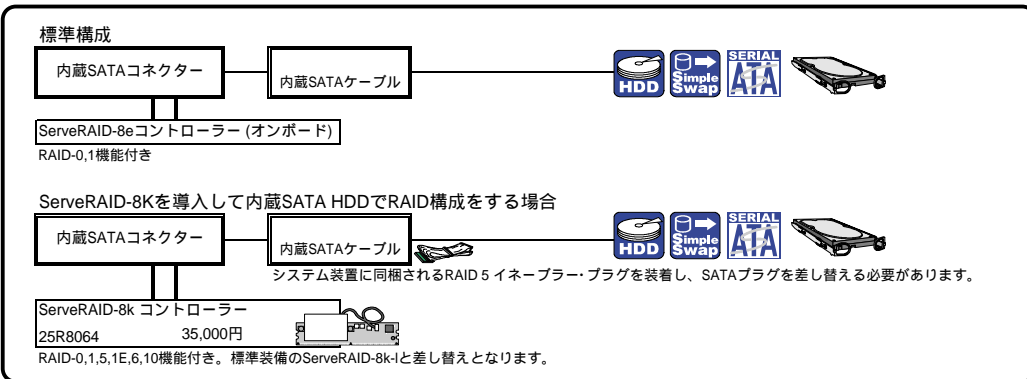 標準構成
内蔵SATAコネクター
内蔵SATAケーブル
HDD
Simple
Swap
SERIAL
ATA
ServeRAID-8eコントローラー (オンボード)
RAID-0,1機能付き
ServeRAID-8Kを導入して内蔵SATA HDDでRAID構成をする場合
内蔵SATAコネクター
内蔵SATAケーブル
HDD
Simple
Swap
SERIAL
ATA
システム装置に同梱されるRAID 5 イネーブラー・プラグを装着し、SATAプラグを差し替える必要があります。
ServeRAID-8k コントローラー
25R8064 35,000円
RAID-0,1,5,1E,6,10機能付き。標準装備のServeRAID-8k-lと差し替えとなります。